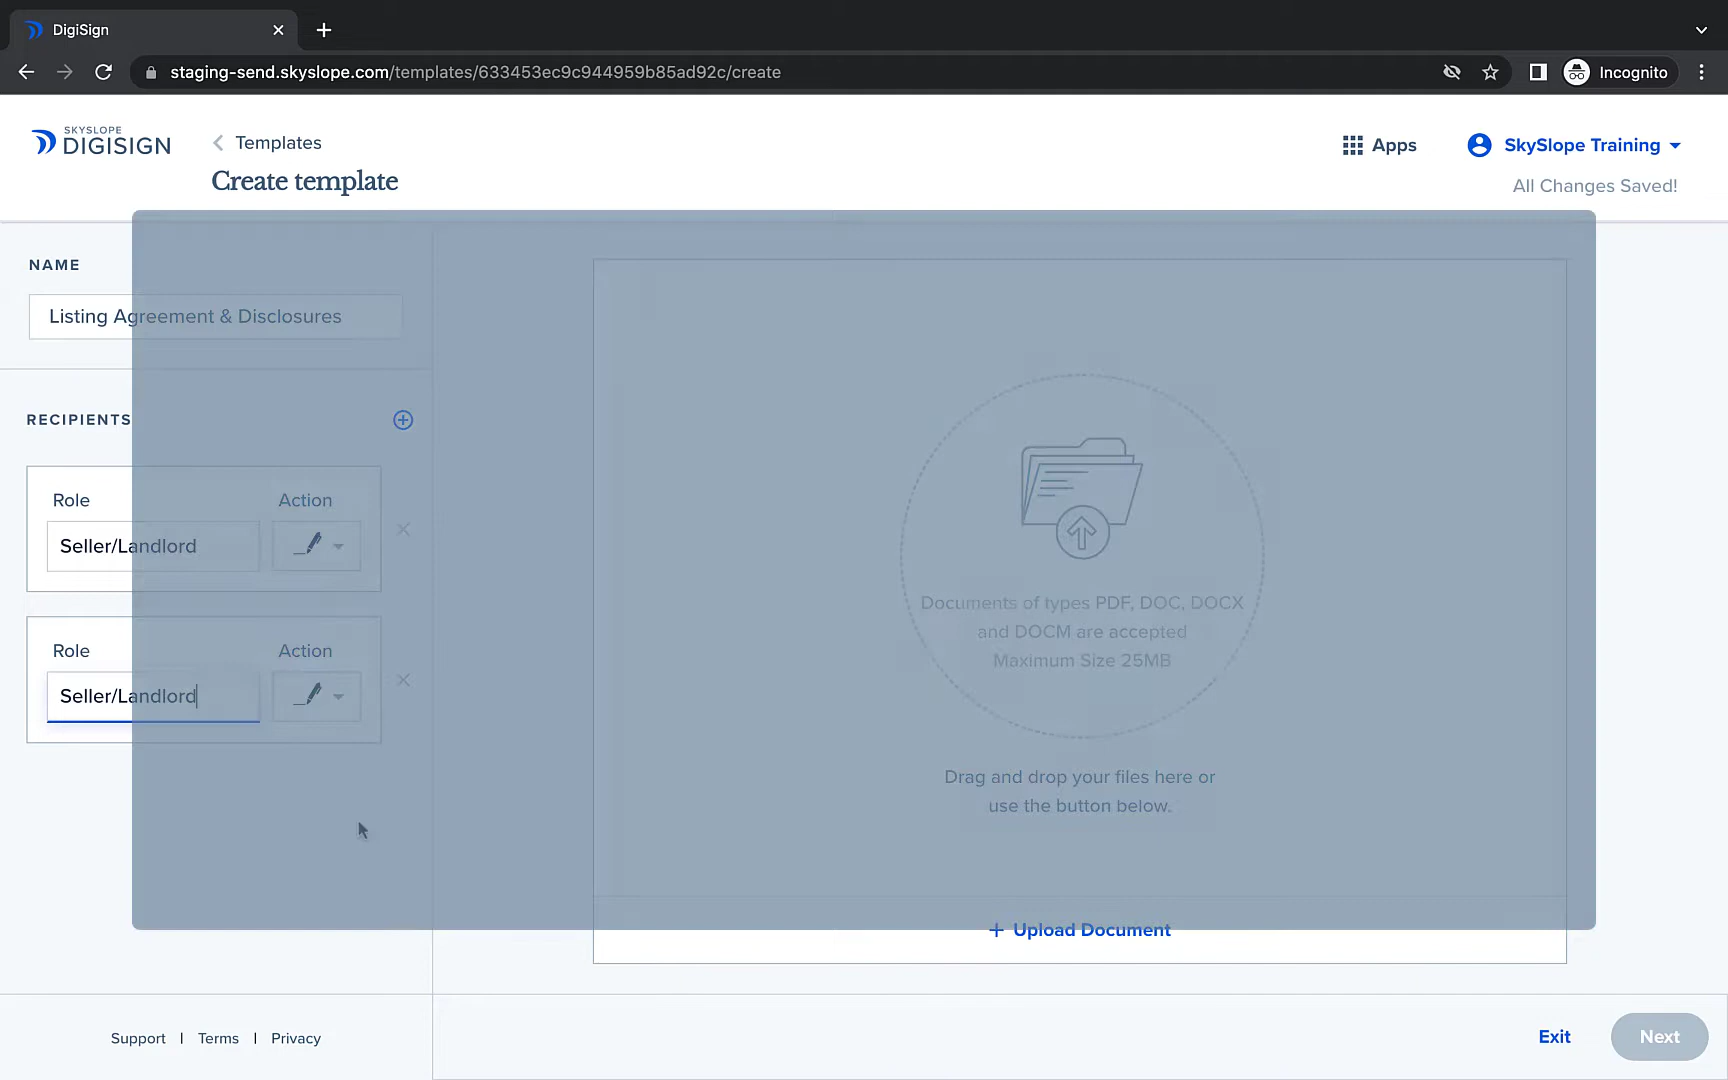 DigiSign
staging-send.skyslope.com/templates/633453ec9c944959b85ad92c/create
Incognito
SKYSLOPE
DIGISIGN
Templates
Create template
Apps
SkySlope Training
All Changes Saved!
NAME
Listing Agreement & Disclosures
RECIPIENTS
Role Action
Seller/Landlord
Role Action
Seller/Landlord
Documents of types PDF, DOC, DOCX
and DOCM are accepted
Maximum Size 25MB
Drag and drop your files here or
use the button below.
+ Upload Document
Support | Terms | Privacy
Exit
Next